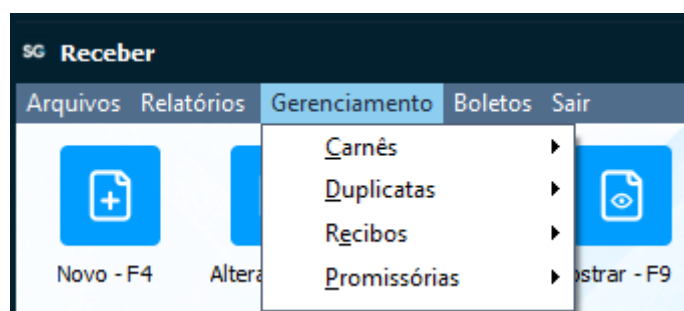 SG Receber
Arquivos Relatórios Gerenciamento Boletos Sair
Carnês
Duplicatas
Recibos
Promissórias
Novo - F4 Altera ostrar - F9